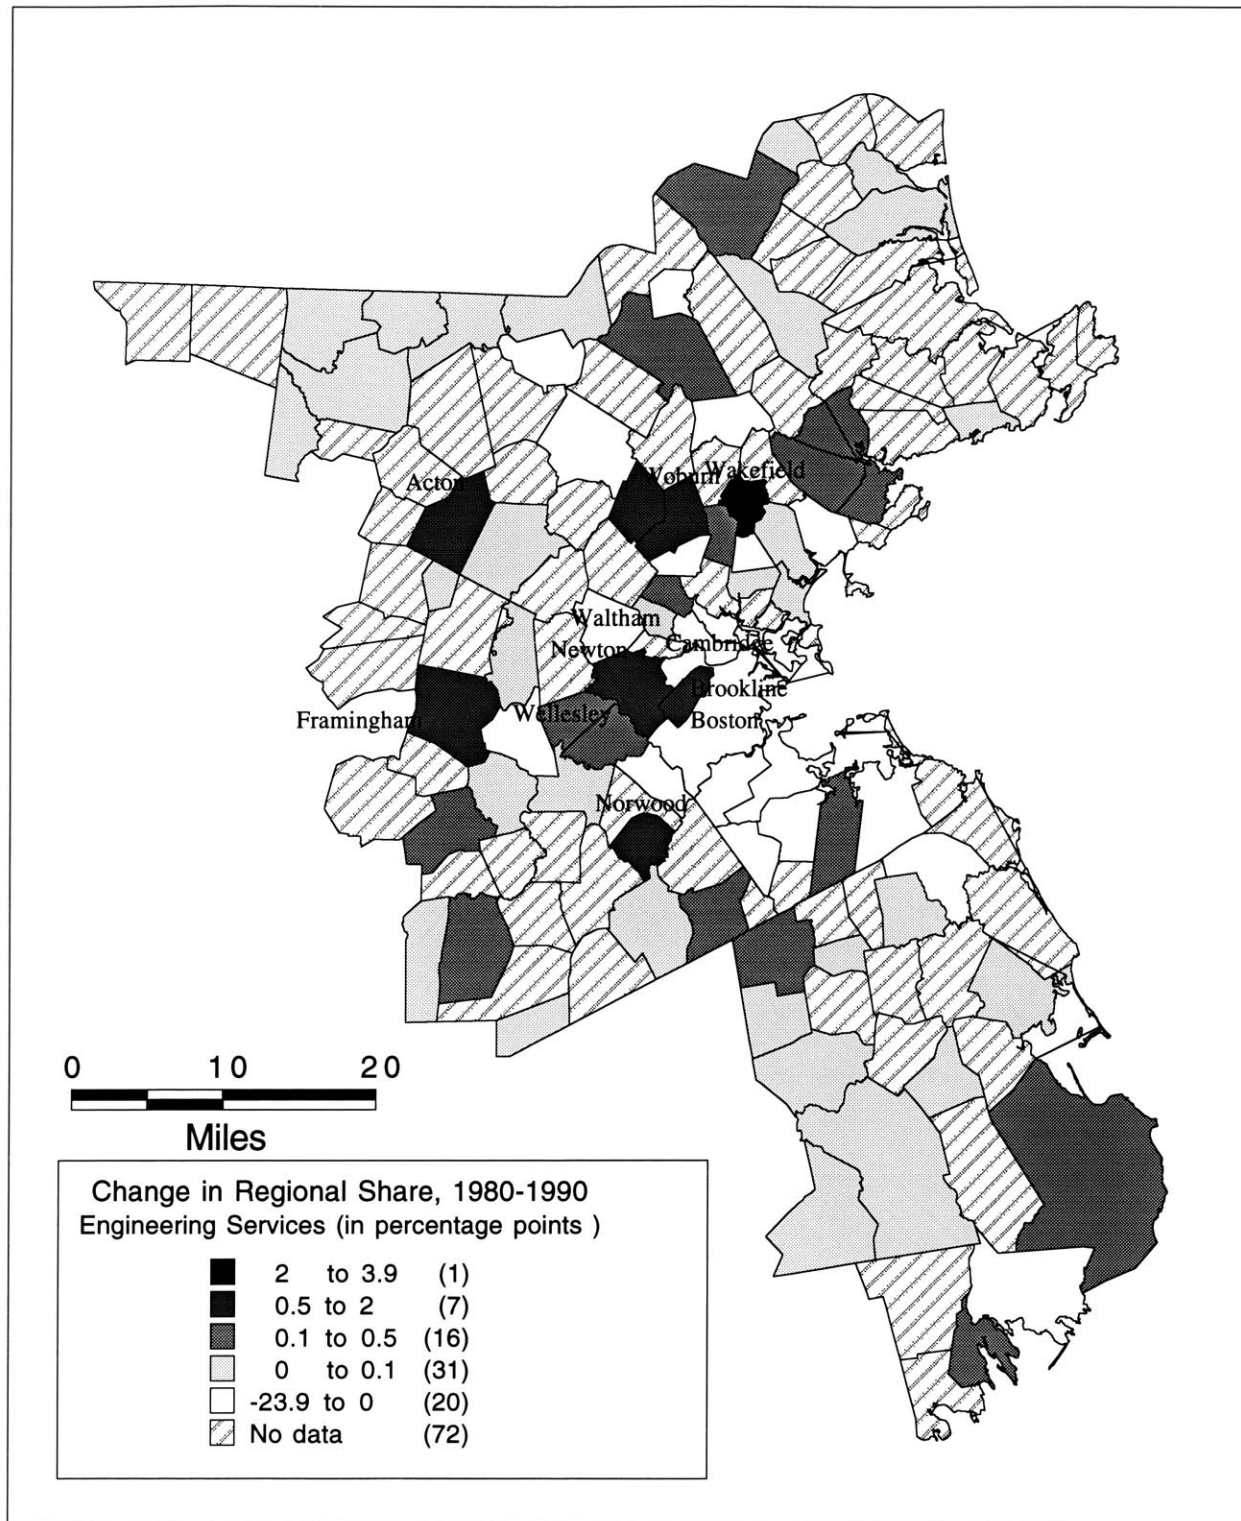 Acton
Woburn
Wakefield
Waltham
Newton
Cambridge
Framingham
Wellesley
Brookline
Boston
Norwood
0 10 20
Miles
Change in Regional Share, 1980-1990
Engineering Services (in percentage points )
2 to 3.9 (1)
0.5 to 2 (7)
0.1 to 0.5 (16)
0 to 0.1 (31)
-23.9 to 0 (20)
No data (72)